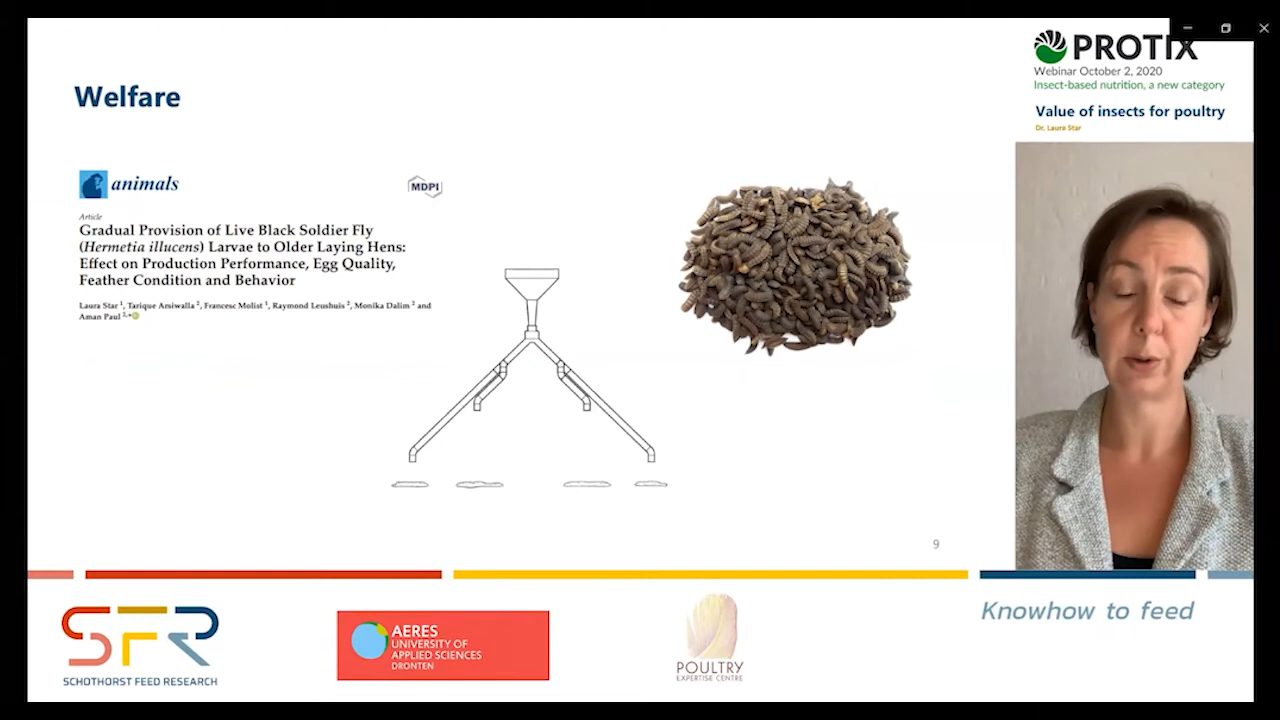 PROTIX
Webinar October 2, 2020
Insect-based nutrition, a new category
Value of insects for poultry
Dr. Laura Star
Welfare
animals
MDPI
Article
Gradual Provision of Live Black Soldier Fly
(Hermetia illucens) Larvae to Older Laying Hens:
Effect on Production Performance, Egg Quality,
Feather Condition and Behavior
Laura Star 1, Tarique Arsiwalla 2, Francesc Molist 1, Raymond Leushuis 2, Monika Dalim 2 and
Aman Paul 2,*
9
SFR
SCHOTHORST FEED RESEARCH
AERES
UNIVERSITY OF
APPLIED SCIENCES
DRONTEN
POULTRY
EXPERTISE CENTRE
Knowhow to feed